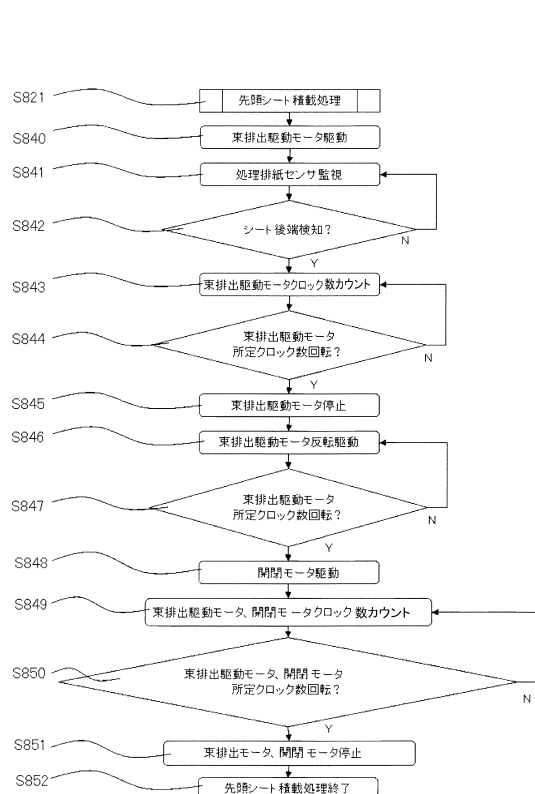 S821
先頭シート積載処理
S840
束排出駆動モータ駆動
S841
処理排紙センサ監視
S842
シート後端検知？
N
Y
S843
束排出駆動モータクロック数カウント
S844
束排出駆動モータ
所定クロック数回転？
N
Y
S845
束排出駆動モータ停止
S846
束排出駆動モータ反転駆動
S847
束排出駆動モータ
所定クロック数回転？
N
Y
S848
開閉モータ駆動
S849
束排出駆動モータ、開閉モータクロック数カウント
S850
束排出駆動モータ、開閉モータ
所定クロック数回転？
N
Y
S851
束排出モータ、開閉モータ停止
S852
先頭シート積載処理終了